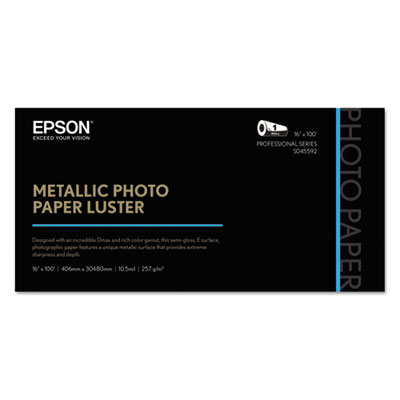 EPSON®
EXCEED YOUR VISION
1
ROLL
16" x 100'
PROFESSIONAL SERIES
S045592
METALLIC PHOTO
PAPER LUSTER
Designed with an incredible Dmax and rich color gamut, this semi-gloss, E surface,
photographic paper features a unique metallic surface that provides extreme
sharpness and depth.
16" x 100' | 406mm x 30480mm | 10.5mil | 257g/m²
PHOTO PAPER